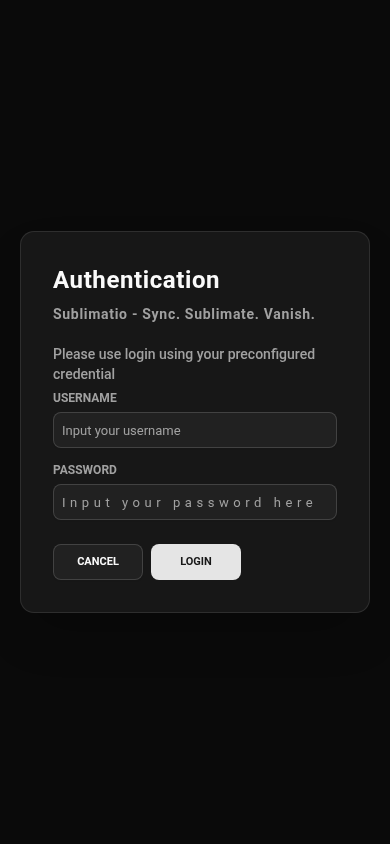 Authentication
Sublimatio - Sync. Sublimate. Vanish.
Please use login using your preconfigured
credential
USERNAME
Input your username
PASSWORD
Input your password here
CANCEL LOGIN